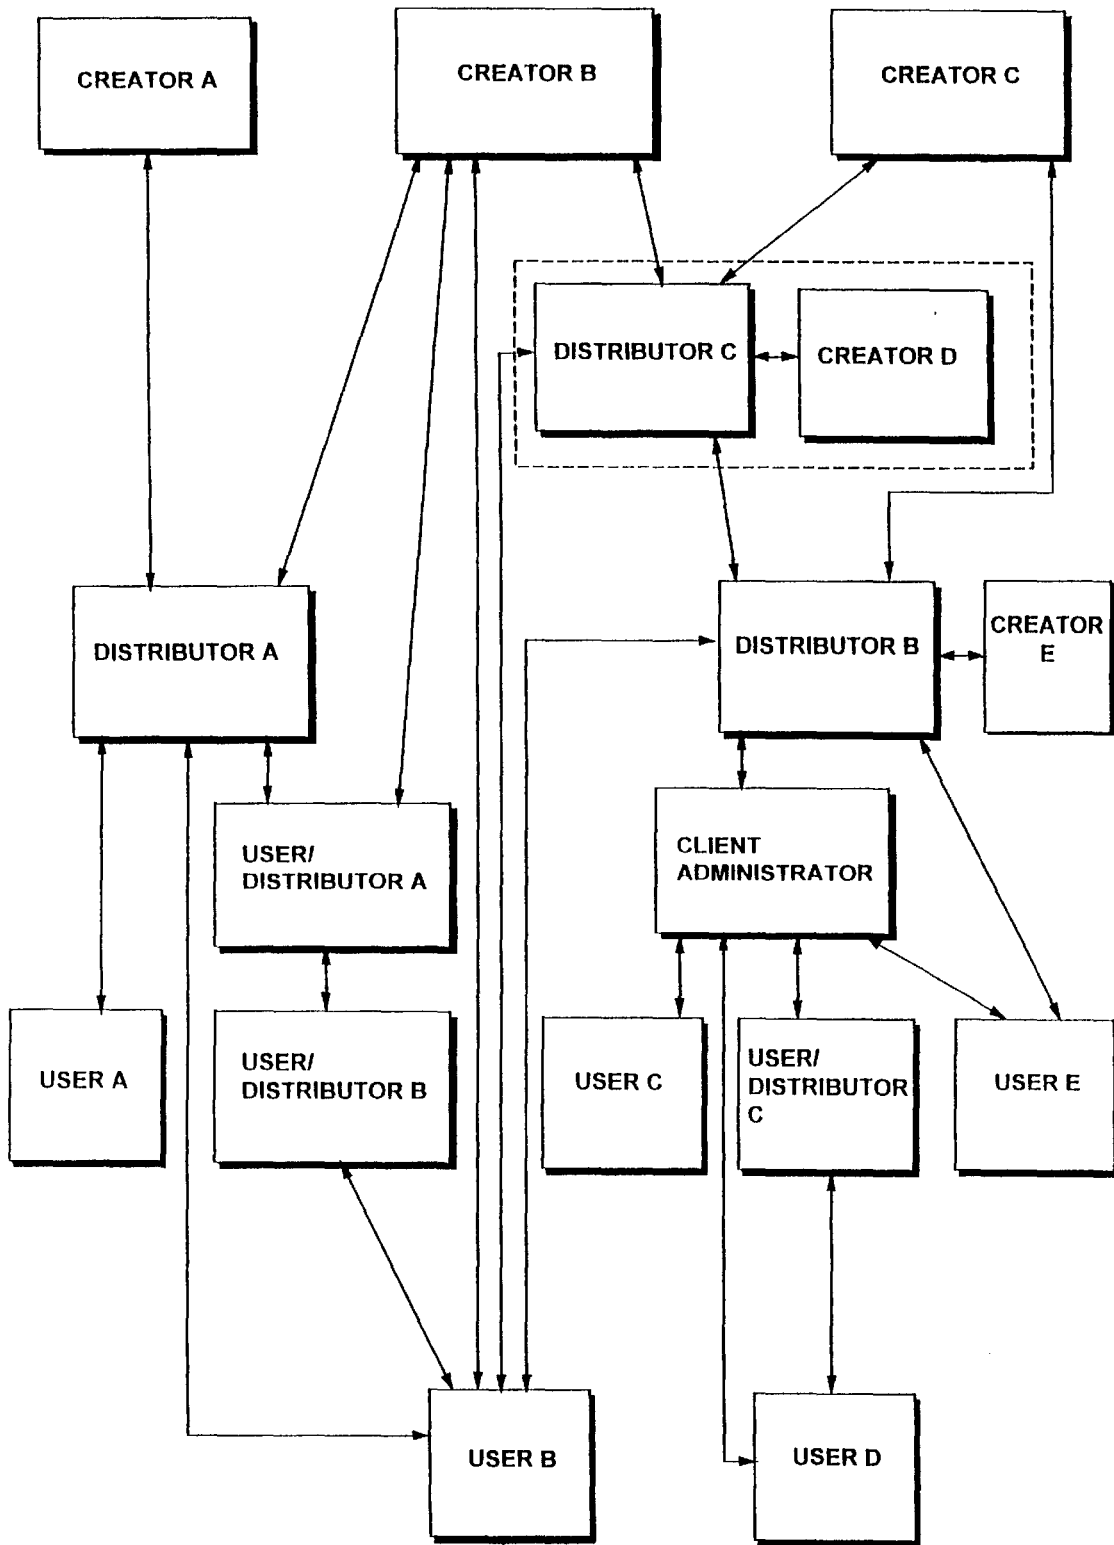 CREATOR A
CREATOR B
CREATOR C
DISTRIBUTOR C
CREATOR D
DISTRIBUTOR A
DISTRIBUTOR B
CREATOR
E
USER/
DISTRIBUTOR A
CLIENT
ADMINISTRATOR
USER A
USER/
DISTRIBUTOR B
USER C
USER/
DISTRIBUTOR
C
USER E
USER B
USER D